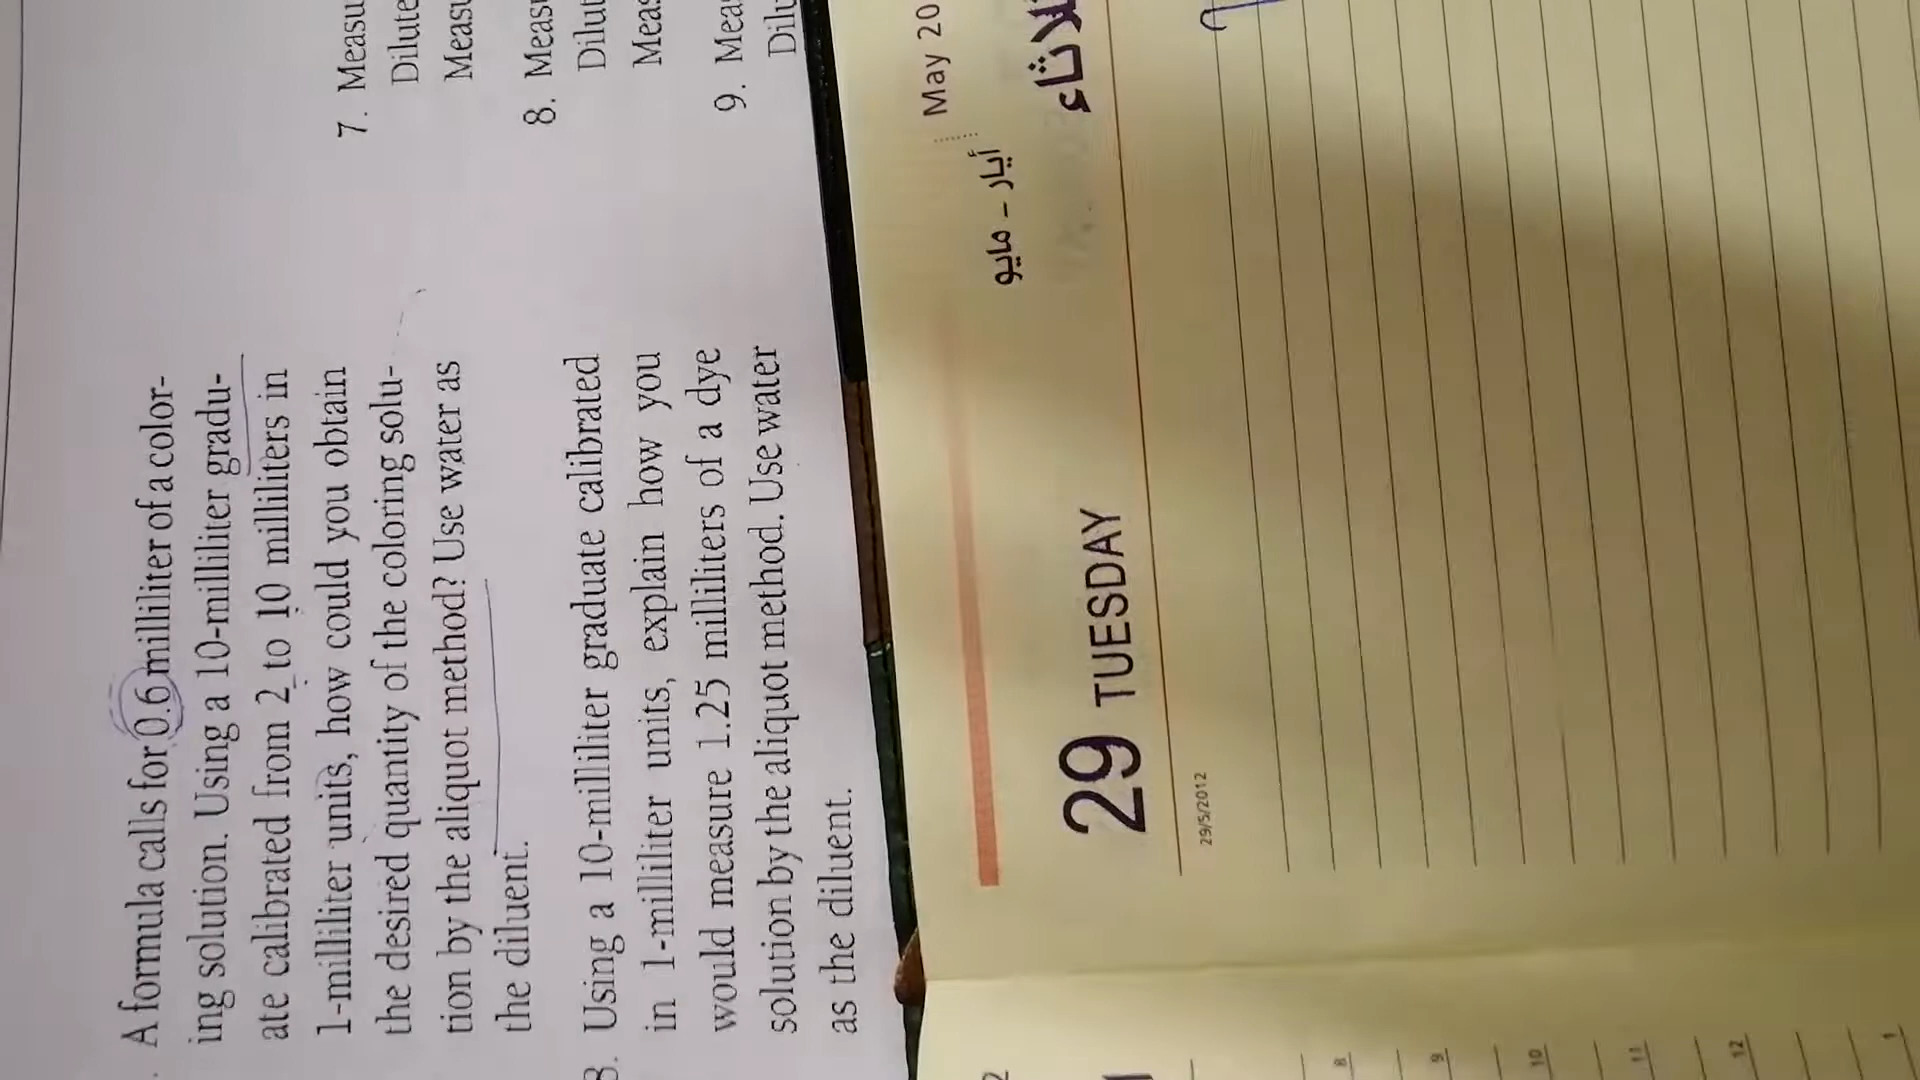 A formula calls for 0.6 milliliter of a color-
ing solution. Using a 10-milliliter gradu-
ate calibrated from 2 to 10 milliliters in
1-milliliter units, how could you obtain
the desired quantity of the coloring solu-
tion by the aliquot method? Use water as
the diluent.
3. Using a 10-milliliter graduate calibrated
in 1-milliliter units, explain how you
would measure 1.25 milliliters of a dye
solution by the aliquot method. Use water
as the diluent.
7. Measu
Dilute
Measu
8. Measu
Dilut
Meas
9. Mea
Dilu
May 20
أيار - مايو
29 TUESDAY
29/5/2012
8
9
10
11
12
1